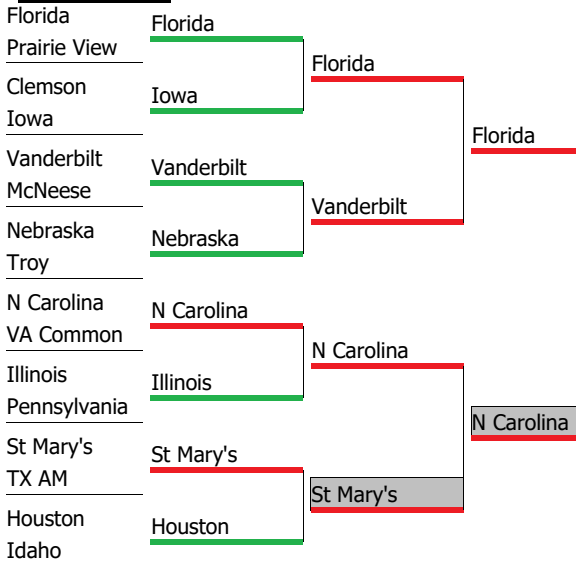 Florida
Prairie View
Clemson
Iowa
Vanderbilt
McNeese
Nebraska
Troy
N Carolina
VA Common
Illinois
Pennsylvania
St Mary's
TX AM
Houston
Idaho
Florida
Iowa
Vanderbilt
Nebraska
N Carolina
Illinois
St Mary's
Houston
Florida
Vanderbilt
N Carolina
St Mary's
Florida
N Carolina